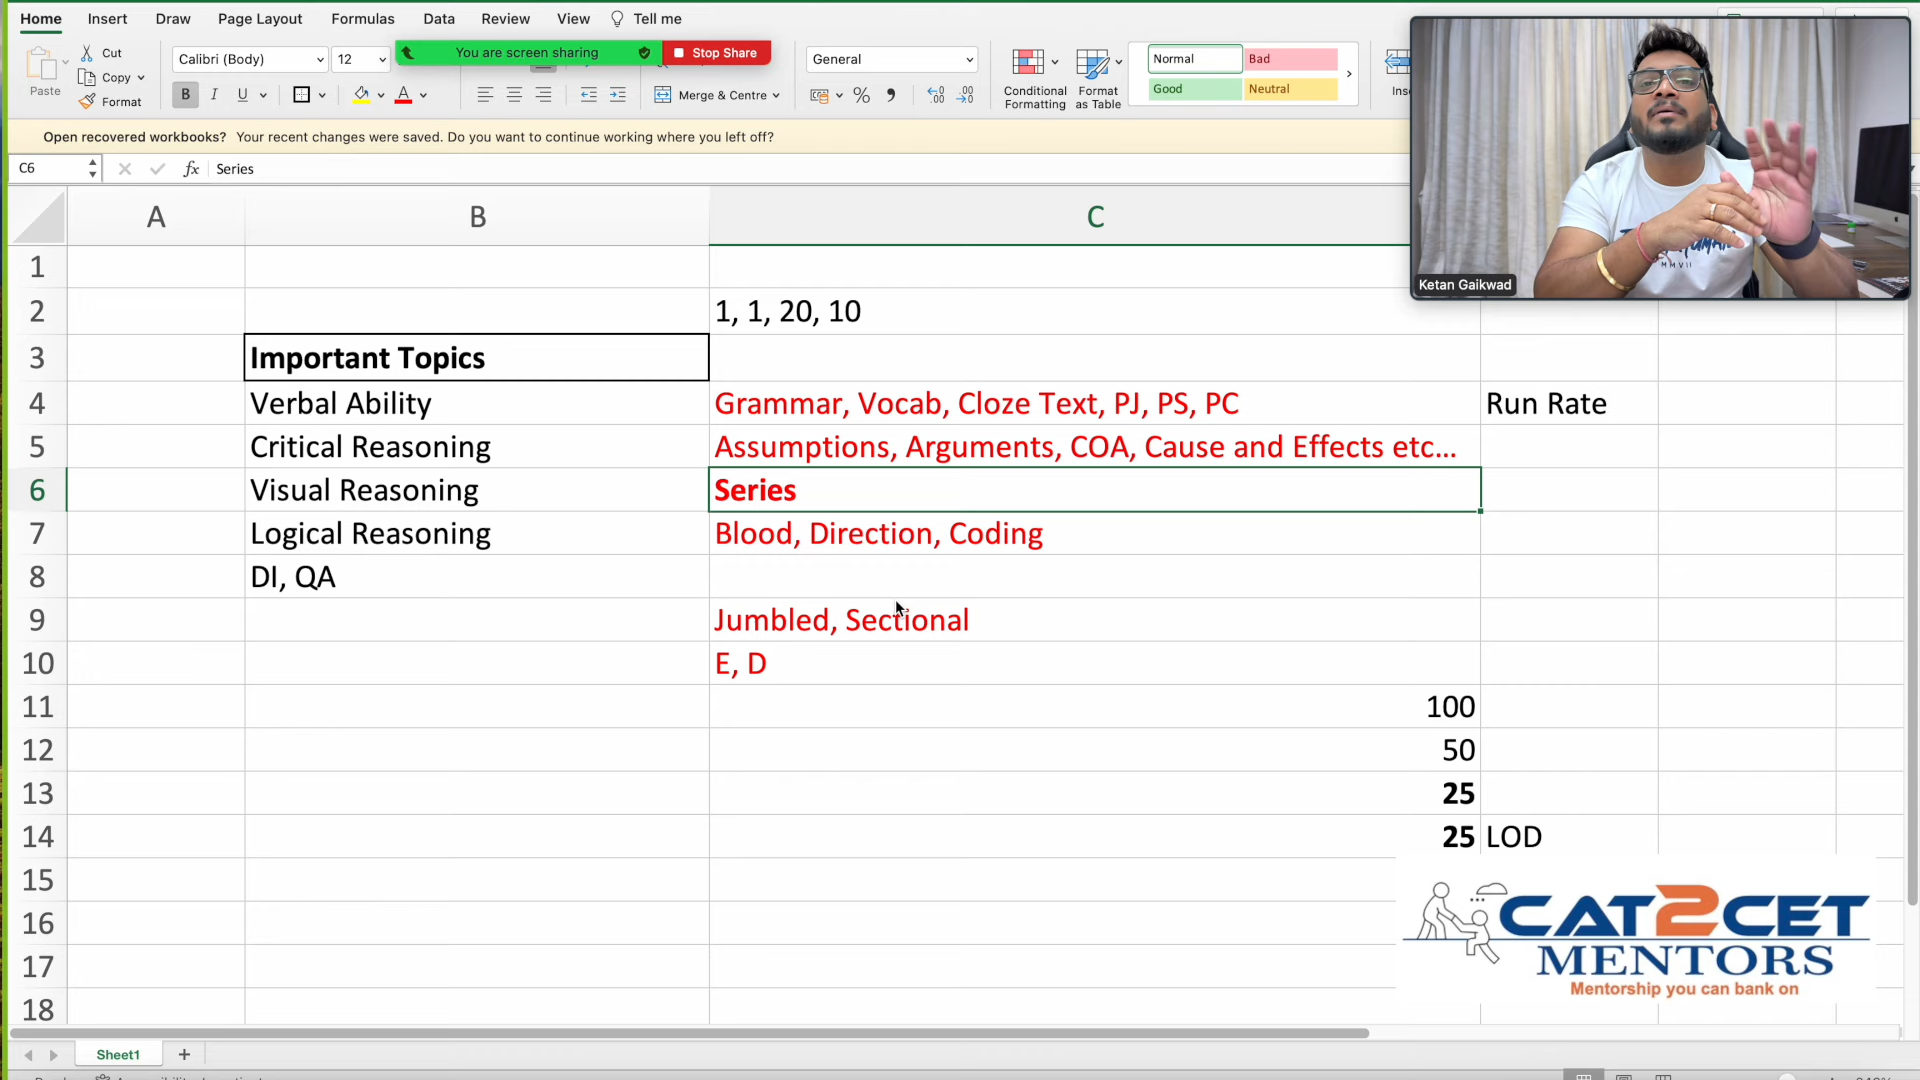 Home Insert Draw Page Layout Formulas Data Review View Tell me
Cut
Copy
Format
Paste
Calibri (Body) 12
You are screen sharing
Stop Share
B I U
A
Merge & Centre
General
%
Conditional Formatting
Format as Table
Normal Bad
Good Neutral
Inse
Open recovered workbooks? Your recent changes were saved. Do you want to continue working where you left off?
C6 fx Series
Ketan Gaikwad
A B C
1
2 1, 1, 20, 10
3 Important Topics
4 Verbal Ability Grammar, Vocab, Cloze Text, PJ, PS, PC Run Rate
5 Critical Reasoning Assumptions, Arguments, COA, Cause and Effects etc...
6 Visual Reasoning Series
7 Logical Reasoning Blood, Direction, Coding
8 DI, QA
9 Jumbled, Sectional
10 E, D
11 100
12 50
13 25
14 25 LOD
15
16
17
18
CAT2CET
MENTORS
Mentorship you can bank on
Sheet1 +